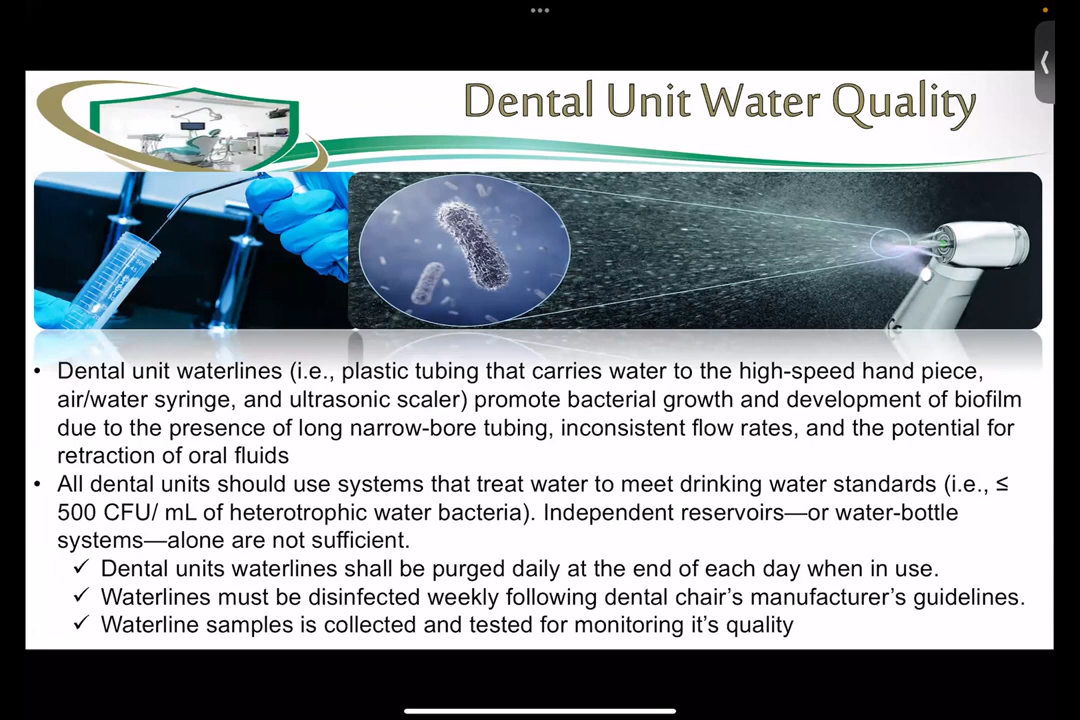 Dental Unit Water Quality
• Dental unit waterlines (i.e., plastic tubing that carries water to the high-speed hand piece,
air/water syringe, and ultrasonic scaler) promote bacterial growth and development of biofilm
due to the presence of long narrow-bore tubing, inconsistent flow rates, and the potential for
retraction of oral fluids
• All dental units should use systems that treat water to meet drinking water standards (i.e., ≤
500 CFU/ mL of heterotrophic water bacteria). Independent reservoirs—or water-bottle
systems—alone are not sufficient.
✓ Dental units waterlines shall be purged daily at the end of each day when in use.
✓ Waterlines must be disinfected weekly following dental chair’s manufacturer’s guidelines.
✓ Waterline samples is collected and tested for monitoring it’s quality